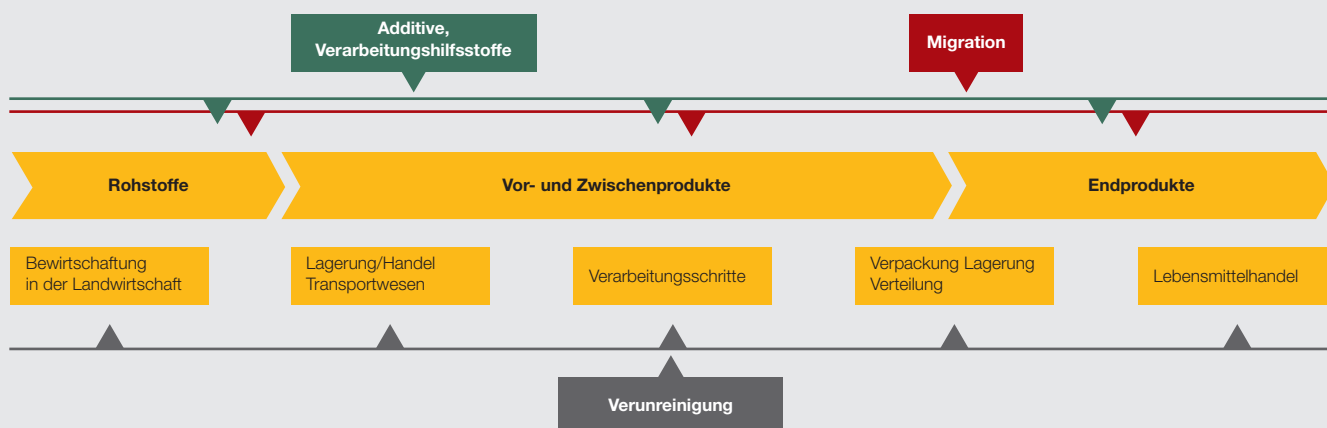 Additive,
Verarbeitungshilfsstoffe
Migration
Rohstoffe
Vor- und Zwischenprodukte
Endprodukte
Bewirtschaftung
in der Landwirtschaft
Lagerung/Handel
Transportwesen
Verarbeitungsschritte
Verpackung Lagerung
Verteilung
Lebensmittelhandel
Verunreinigung